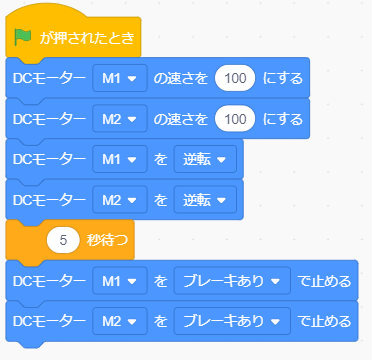 が押されたとき
DCモーター M1 の速さを 100 にする
DCモーター M2 の速さを 100 にする
DCモーター M1 を 逆転
DCモーター M2 を 逆転
5 秒待つ
DCモーター M1 を ブレーキあり で止める
DCモーター M2 を ブレーキあり で止める